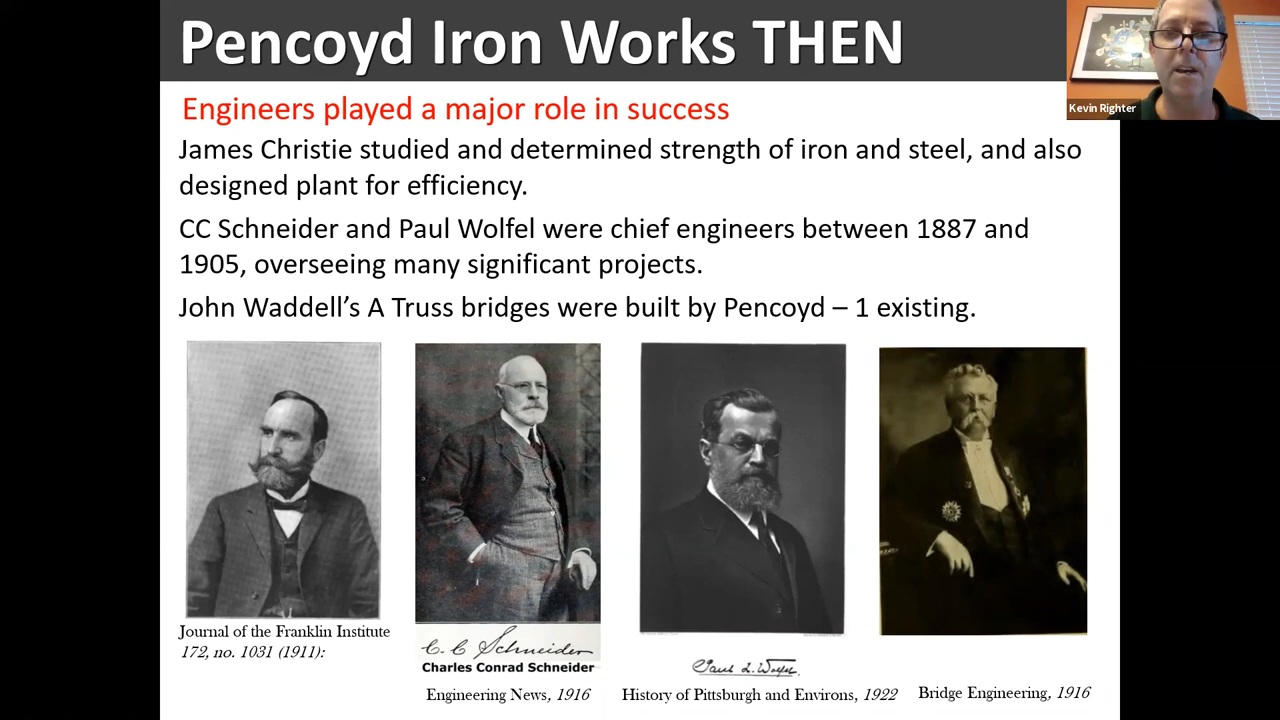 Pencoyd Iron Works THEN
Kevin Righter
Engineers played a major role in success
James Christie studied and determined strength of iron and steel, and also
designed plant for efficiency.
CC Schneider and Paul Wolfel were chief engineers between 1887 and
1905, overseeing many significant projects.
John Waddell’s A Truss bridges were built by Pencoyd – 1 existing.
Journal of the Franklin Institute
172, no. 1031 (1911):
C. C Schneider
Charles Conrad Schneider
Engineering News, 1916
Paul L. Wolfel
History of Pittsburgh and Environs, 1922
Bridge Engineering, 1916